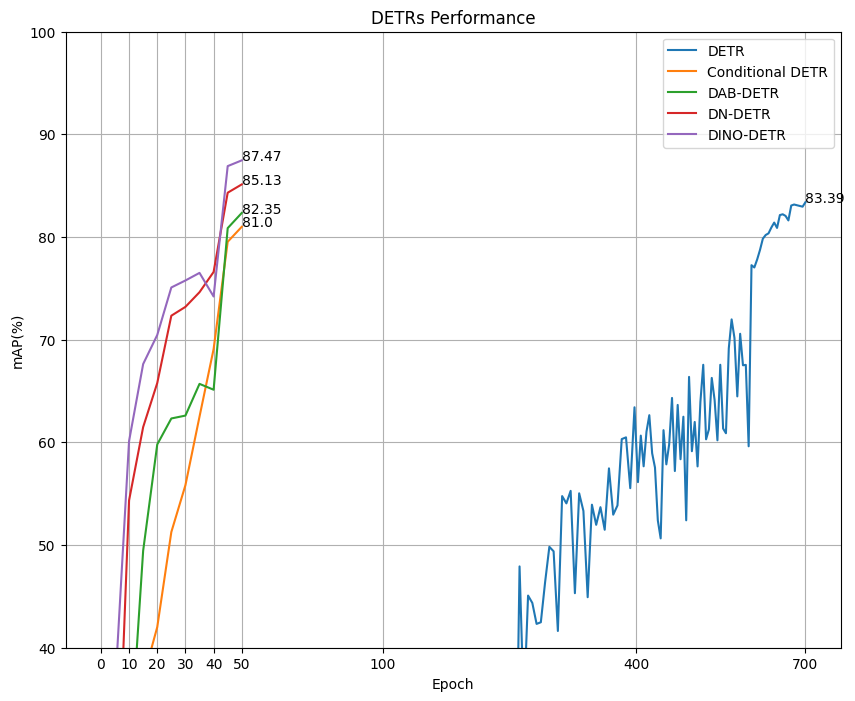 DETRs Performance
100
90
80
70
60
50
40
mAP(%)
DETR
Conditional DETR
DAB-DETR
DN-DETR
DINO-DETR
87.47
85.13
82.35
81.0
83.39
0 10 20 30 40 50 100 400 700
Epoch